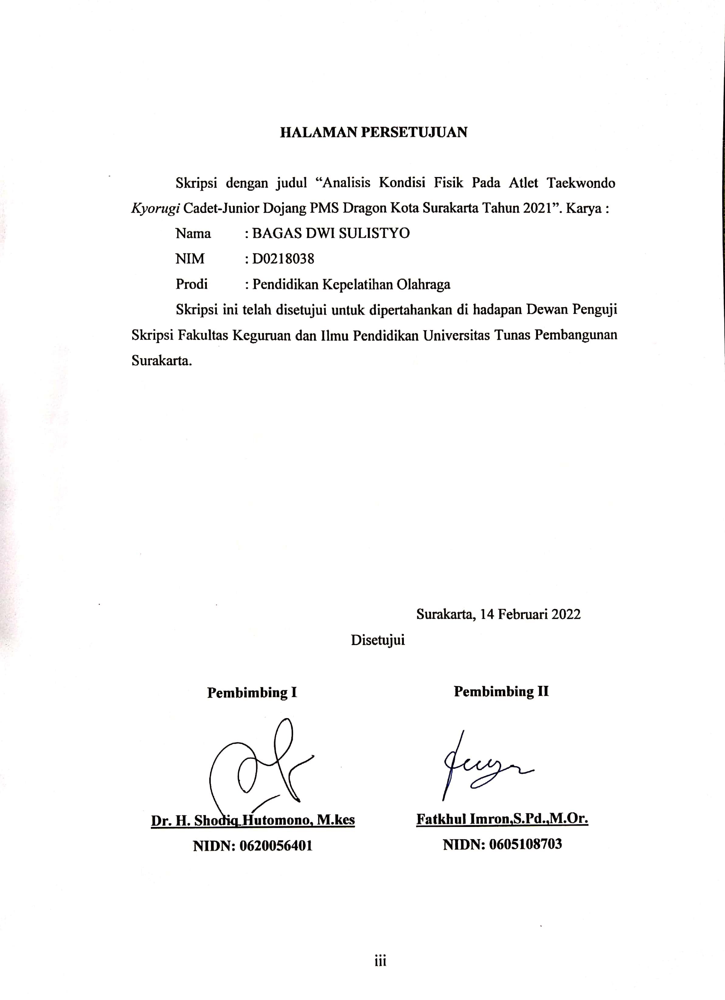 HALAMAN PERSETUJUAN
Skripsi dengan judul “Analisis Kondisi Fisik Pada Atlet Taekwondo
Kyorugi Cadet-Junior Dojang PMS Dragon Kota Surakarta Tahun 2021”. Karya :
Nama : BAGAS DWI SULISTYO
NIM : D0218038
Prodi : Pendidikan Kepelatihan Olahraga
Skripsi ini telah disetujui untuk dipertahankan di hadapan Dewan Penguji
Skripsi Fakultas Keguruan dan Ilmu Pendidikan Universitas Tunas Pembangunan
Surakarta.
Surakarta, 14 Februari 2022
Disetujui
Pembimbing I Pembimbing II
Dr. H. Shodiq Hutomono, M.kes Fatkhul Imron,S.Pd.,M.Or.
NIDN: 0620056401 NIDN: 0605108703
iii